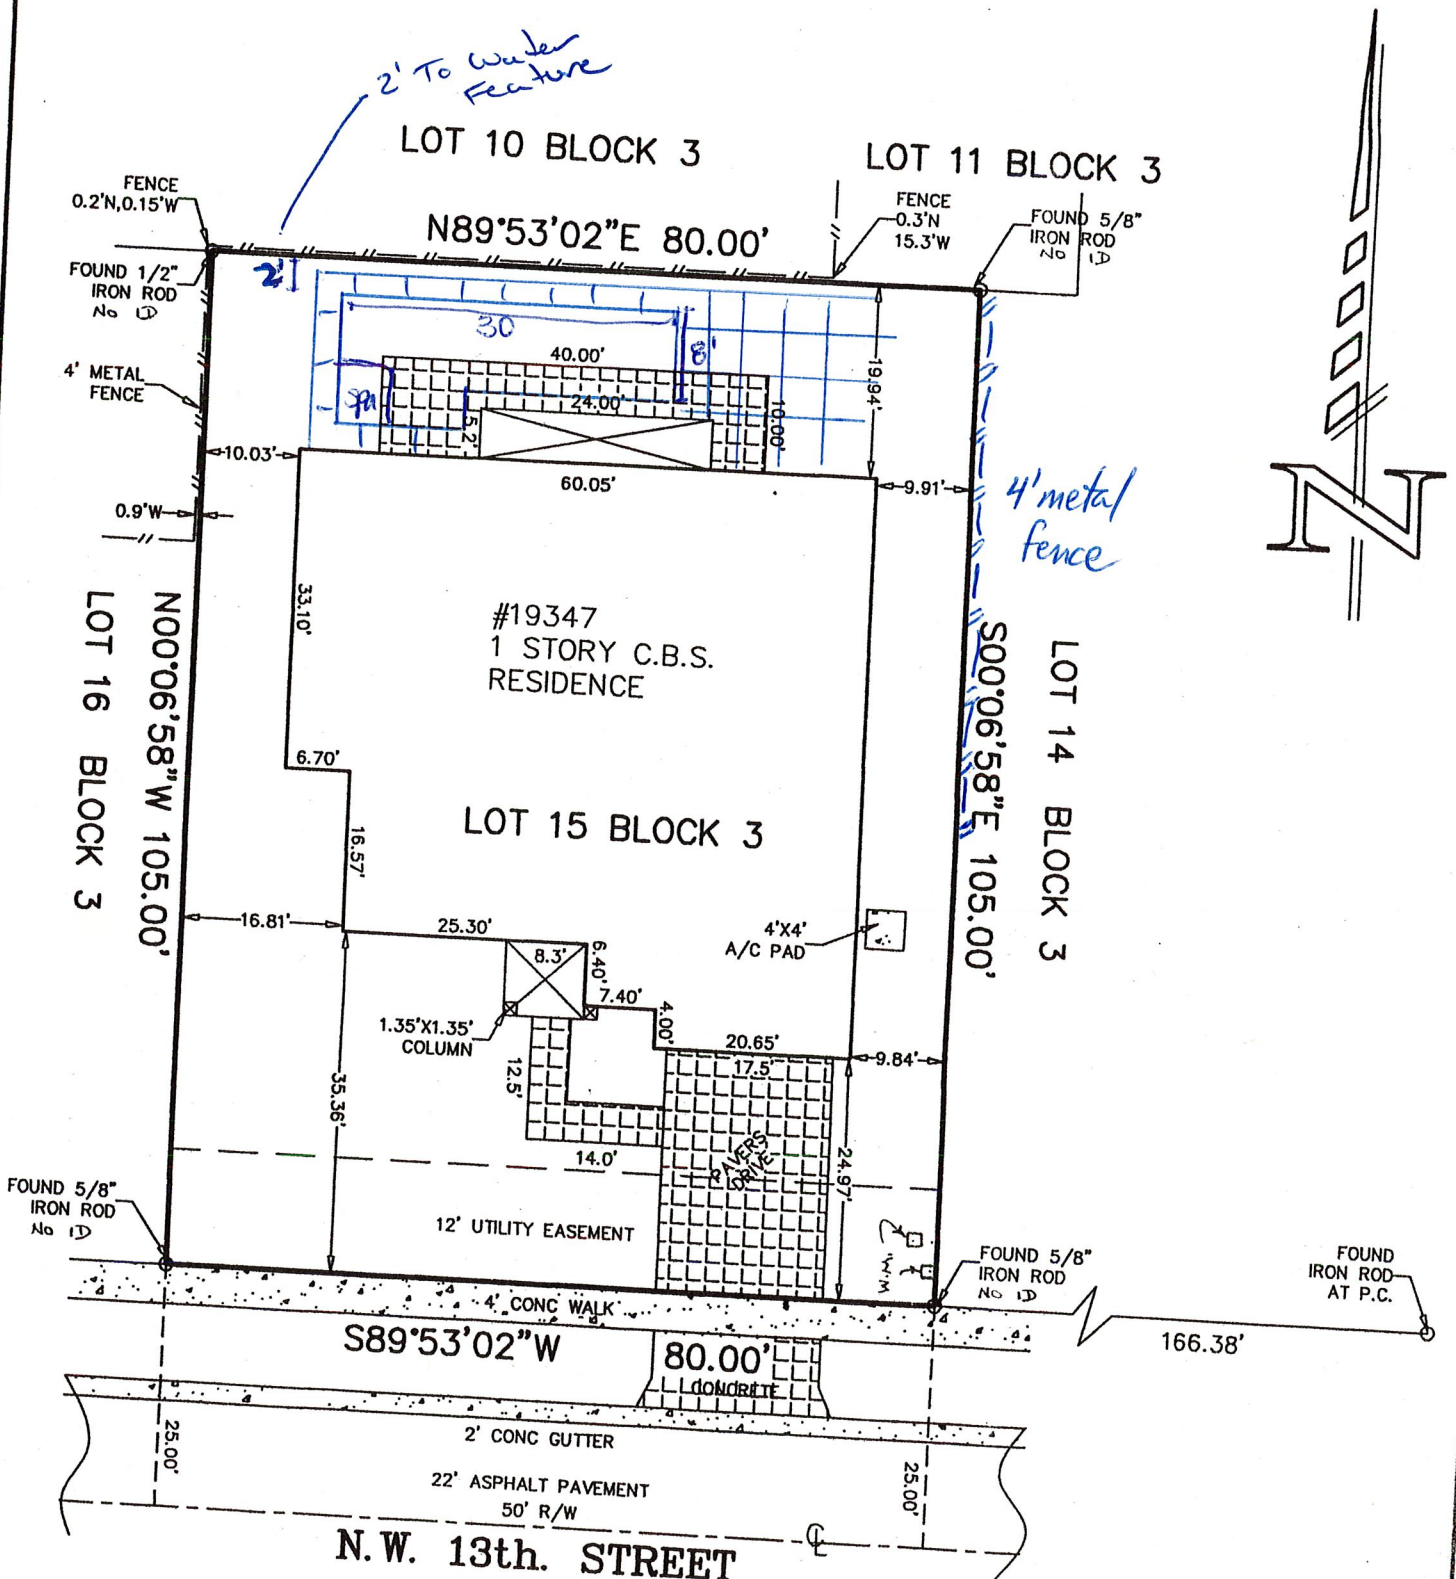 2' To Water
Feature
LOT 10 BLOCK 3
LOT 11 BLOCK 3
FENCE
0.2'N,0.15'W
FENCE
0.3'N
15.3'W
FOUND 5/8"
IRON ROD
No ID
N89°53'02"E 80.00'
FOUND 1/2"
IRON ROD
No ID
2'
30
8'
40.00'
19.94'
4' METAL
FENCE
spa
24.00'
5.2'
10.00'
10.03'
60.05'
9.91'
4' metal
fence
0.9'W
N
33.10'
#19347
1 STORY C.B.S.
RESIDENCE
LOT 16 BLOCK 3
N00°06'58"W 105.00'
S00°06'58"E 105.00'
LOT 14 BLOCK 3
6.70'
LOT 15 BLOCK 3
16.57'
16.81'
25.30'
4'X4'
A/C PAD
8.3'
6.40'
7.40'
4.00'
1.35'X1.35'
COLUMN
20.65'
17.5'
9.84'
12.5'
35.36'
14.0'
PAVERS
DRIVE
24.97'
FOUND 5/8"
IRON ROD
No ID
12' UTILITY EASEMENT
W.M
FOUND 5/8"
IRON ROD
No ID
FOUND
IRON ROD
AT P.C.
4' CONC WALK
S89°53'02"W 80.00'
166.38'
CONCRETE
25.00'
2' CONC GUTTER
25.00'
22' ASPHALT PAVEMENT
50' R/W
N.W. 13th. STREET